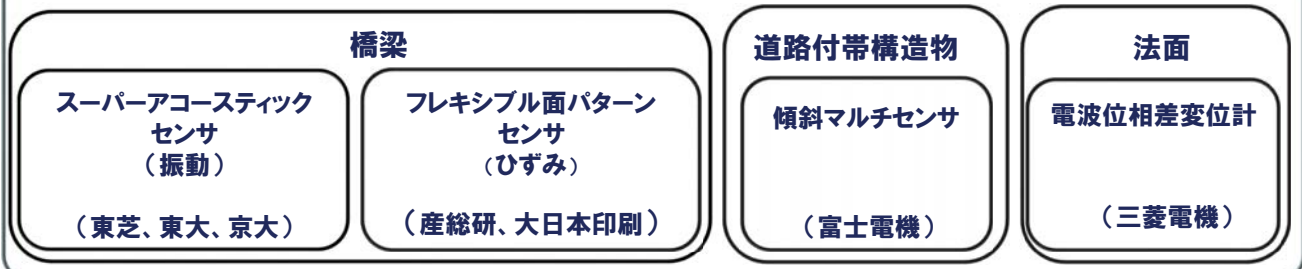 橋梁
スーパーアコースティック
センサ
（振動）
（東芝、東大、京大）
フレキシブル面パターン
センサ
（ひずみ）
（産総研、大日本印刷）
道路付帯構造物
傾斜マルチセンサ
（富士電機）
法面
電波位相差変位計
（三菱電機）